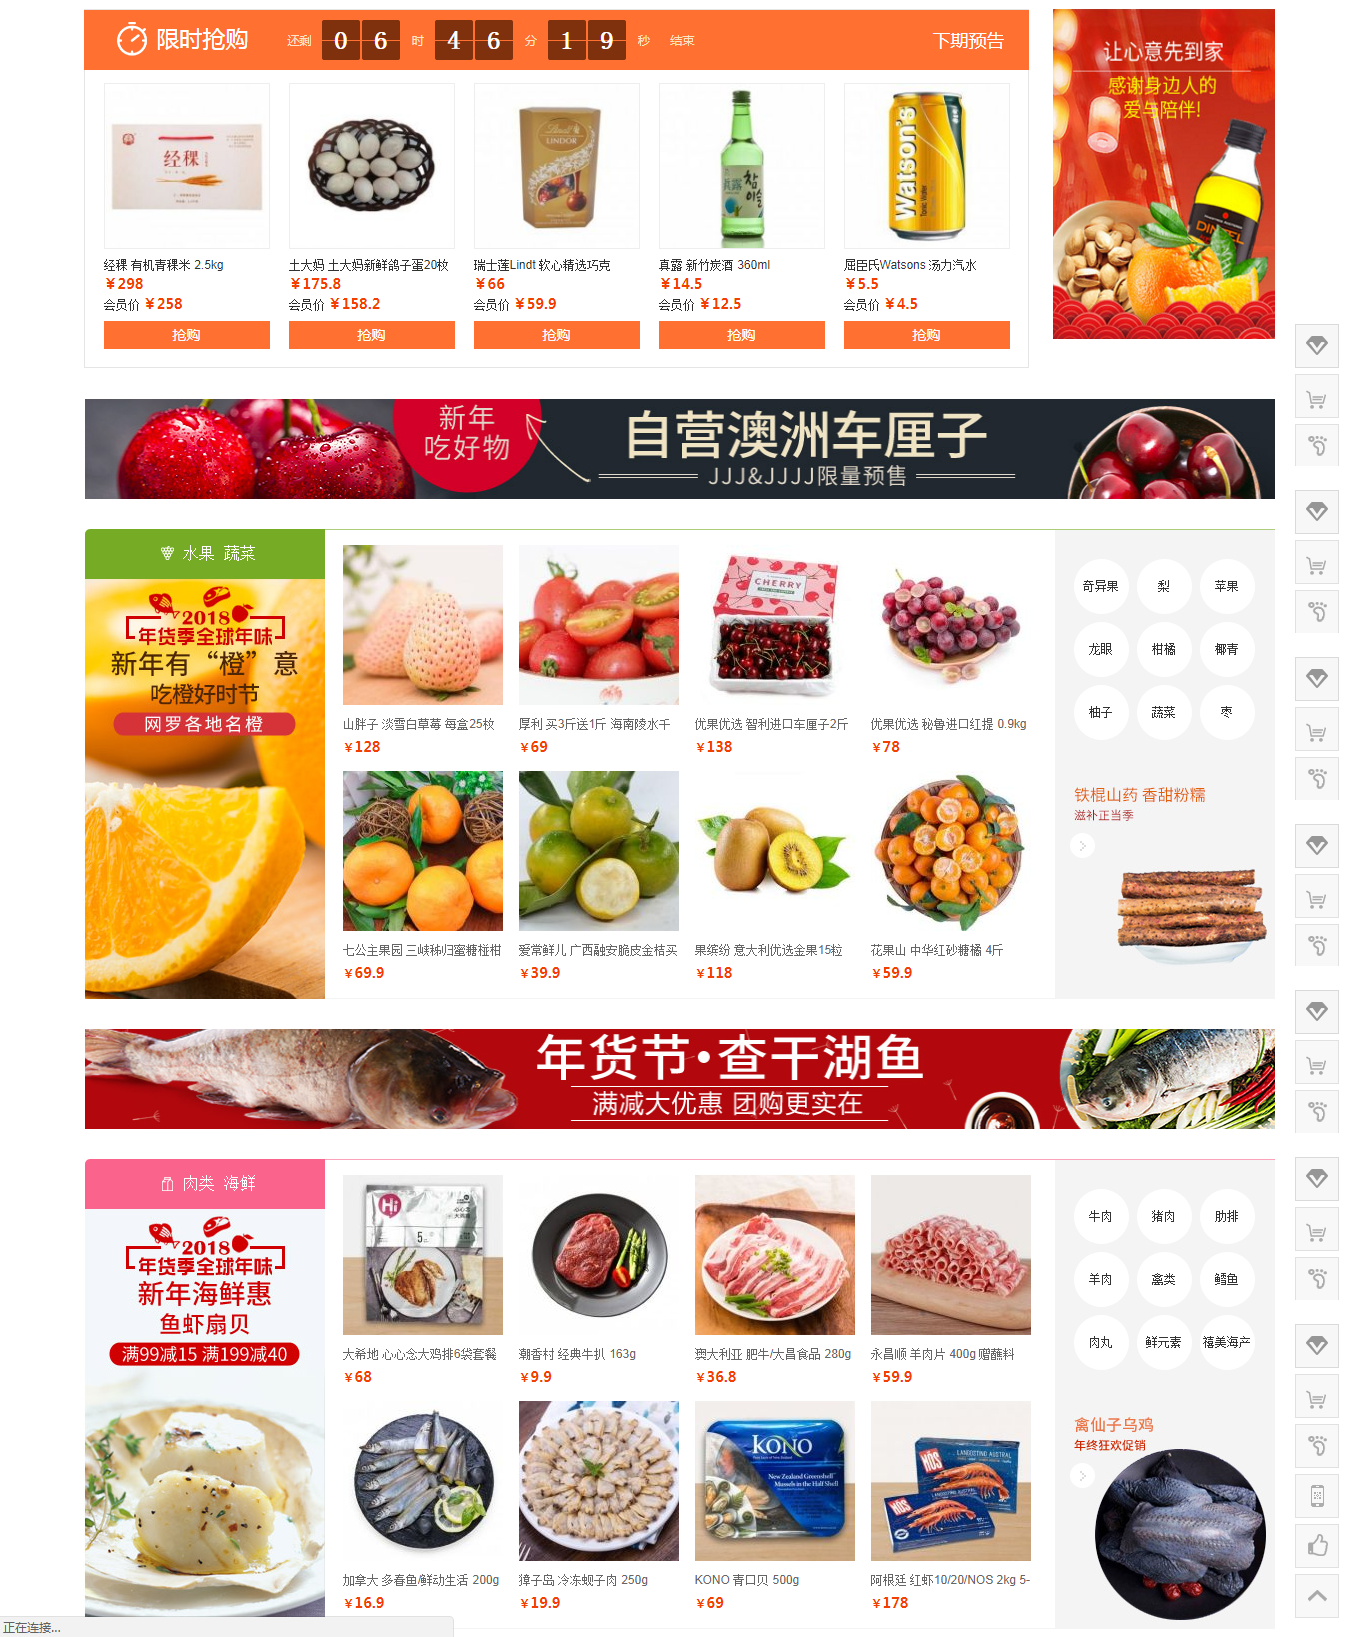 限时抢购
还剩 06 时 46 分 19 秒 结束
下期预告
让心意先到家
感谢身边人的
爱与陪伴!
经稞
LINDOR
Watson's
经稞 有机青稞米 2.5kg
￥298
会员价 ￥258
抢购
土大妈 土大妈新鲜鸽子蛋20枚
￥175.8
会员价 ￥158.2
抢购
瑞士莲Lindt 软心精选巧克
￥66
会员价 ￥59.9
抢购
真露 新竹炭酒 360ml
￥14.5
会员价 ￥12.5
抢购
屈臣氏Watsons 汤力汽水
￥5.5
会员价 ￥4.5
抢购
新年
吃好物
自营澳洲车厘子
JJJ&JJJJ限量预售
水果 蔬菜
2018
年货季全球年味
新年有“橙”意
吃橙好时节
网罗各地名橙
CHERRY
山胖子 淡雪白草莓 每盒25枚
￥128
厚利 买3斤送1斤 海南陵水千
￥69
优果优选 智利进口车厘子2斤
￥138
优果优选 秘鲁进口红提 0.9kg
￥78
七公主果园 三峡秭归蜜糖椪柑
￥69.9
爱常鲜儿 广西融安脆皮金桔买
￥39.9
果缤纷 意大利优选金果15粒
￥118
花果山 中华红砂糖橘 4斤
￥59.9
奇异果 梨 苹果
龙眼 柑橘 椰青
柚子 蔬菜 枣
铁棍山药 香甜粉糯
滋补正当季
年货节·查干湖鱼
满减大优惠 团购更实在
肉类 海鲜
2018
年货季全球年味
新年海鲜惠
鱼虾扇贝
满99减15 满199减40
Hi
大希地 心心念大鸡排6袋套餐
￥68
潮香村 经典牛扒 163g
￥9.9
澳大利亚 肥牛/大昌食品 280g
￥36.8
永昌顺 羊肉片 400g 赠蘸料
￥59.9
KONO
New Zealand Greenshell
Mussels in the Half Shell
NOS
LANGOSTINO AUSTRAL
加拿大 多春鱼/鲜动生活 200g
￥16.9
獐子岛 冷冻蚬子肉 250g
￥19.9
KONO 青口贝 500g
￥69
阿根廷 红虾10/20/NOS 2kg 5-
￥178
牛肉 猪肉 肋排
羊肉 禽类 鳕鱼
肉丸 鲜元素 禧美海产
禽仙子乌鸡
年终狂欢促销
正在连接...